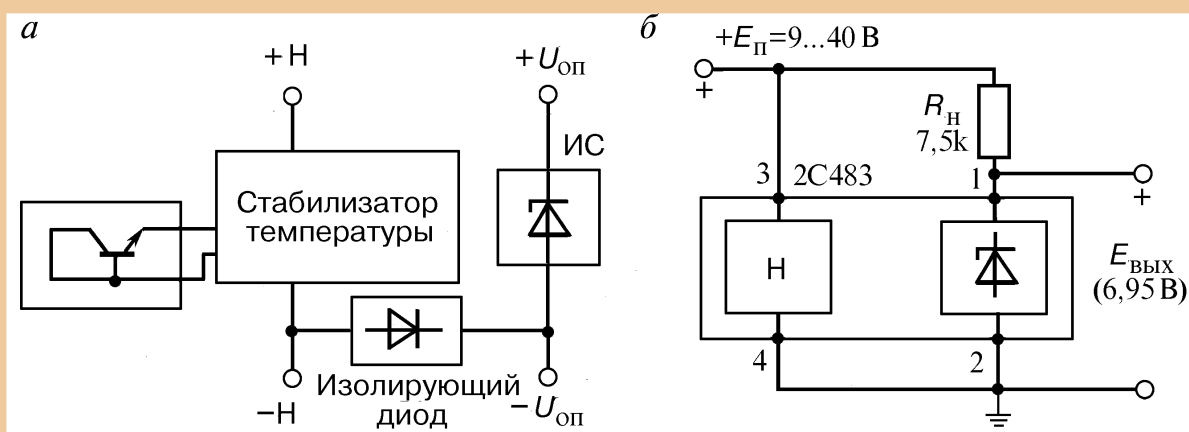 а
+Н
+Uоп
ИС
Стабилизатор
температуры
Изолирующий
диод
−Н
−Uоп
б
+Eп=9...40 В
+
Rн
7,5k
3
2С483
1
+
Н
Eвых
(6,95 В)
4
2